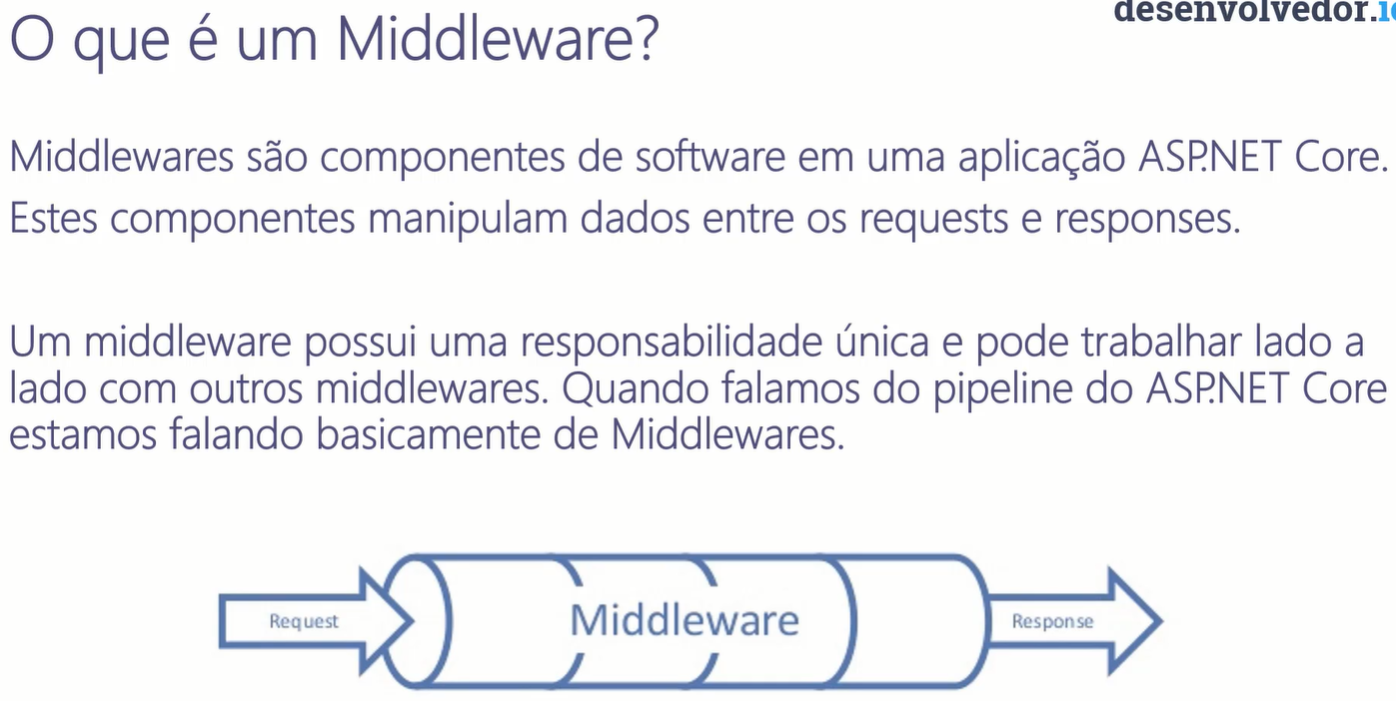 desenvolvedor.io
O que é um Middleware?
Middlewares são componentes de software em uma aplicação ASP.NET Core.
Estes componentes manipulam dados entre os requests e responses.
Um middleware possui uma responsabilidade única e pode trabalhar lado a
lado com outros middlewares. Quando falamos do pipeline do ASP.NET Core
estamos falando basicamente de Middlewares.
Request
Middleware
Response